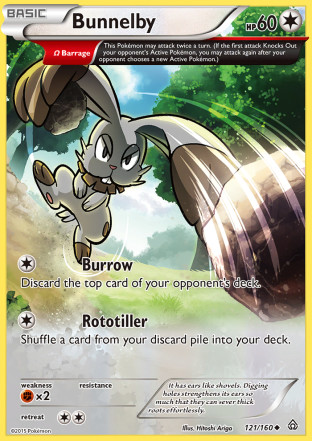 BASIC Bunnelby HP60
Ω Barrage This Pokémon may attack twice a turn. (If the first attack Knocks Out
your opponent's Active Pokémon, you may attack again after your
opponent chooses a new Active Pokémon.)
Burrow
Discard the top card of your opponent's deck.
Rototiller
Shuffle a card from your discard pile into your deck.
weakness resistance
×2
retreat
It has ears like shovels. Digging
holes strengthens its ears so
much that they can sever thick
roots effortlessly.
©2015 Pokémon Illus. Hitoshi Ariga 121/160